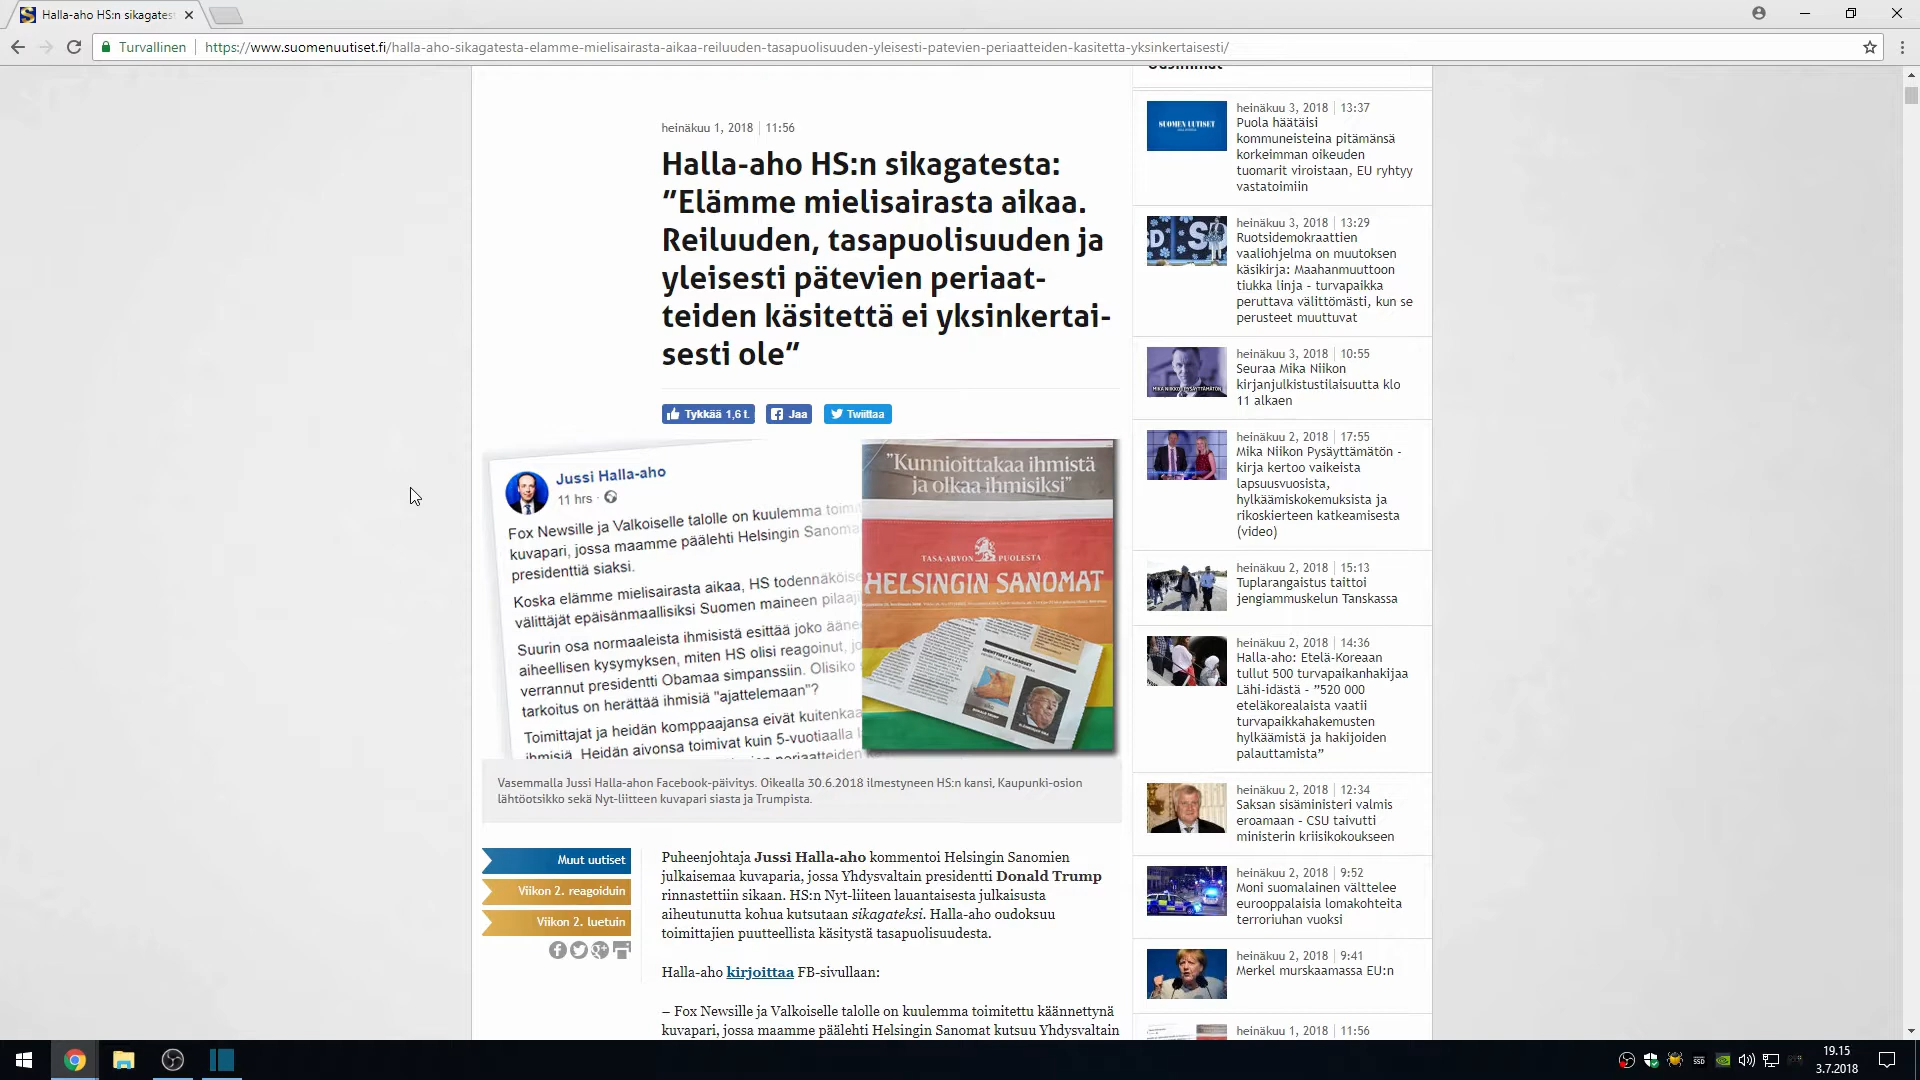 Halla-aho HS:n sikagates
Turvallinen
https://www.suomenuutiset.fi/halla-aho-sikagatesta-elamme-mielisairasta-aikaa-reiluuden-tasapuolisuuden-yleisesti-patevien-periaatteiden-kasitetta-yksinkertaisesti/
heinäkuu 1, 2018 | 11:56
Halla-aho HS:n sikagatesta:
”Elämme mielisairasta aikaa.
Reiluuden, tasapuolisuuden ja
yleisesti pätevien periaat-
teiden käsitettä ei yksinkertai-
sesti ole”
Tykkää 1,6 t.
Jaa
Twiittaa
Jussi Halla-aho
11 hrs
Fox Newsille ja Valkoiselle talolle on kuulemma toimi
kuvapari, jossa maamme päälehti Helsingin Sanoma
presidenttiä siaksi.
Koska elämme mielisairasta aikaa, HS todennäköise
välittäjät epäisänmaallisiksi Suomen maineen pilaaji
Suurin osa normaaleista ihmisistä esittää joko ääne
aiheellisen kysymyksen, miten HS olisi reagoinut, jo
verrannut presidentti Obamaa simpanssiin. Olisiko
tarkoitus on herättää ihmisiä "ajattelemaan"?
Toimittajat ja heidän komppaajansa eivät kuitenkaa
ihmisiä. Heidän aivonsa toimivat kuin 5-vuotiaalla
periaatteiden
”Kunnioittakaa ihmistä
ja olkaa ihmisiksi”
TASA-ARVON PUOLESTA
HELSINGIN SANOMAT
Vasemmalla Jussi Halla-ahon Facebook-päivitys. Oikealla 30.6.2018 ilmestyneen HS:n kansi, Kaupunki-osion
lähtöotsikko sekä Nyt-liitteen kuvapari siasta ja Trumpista.
Muut uutiset
Viikon 2. reagoiduin
Viikon 2. luetuin
Puheenjohtaja Jussi Halla-aho kommentoi Helsingin Sanomien
julkaisemaa kuvaparia, jossa Yhdysvaltain presidentti Donald Trump
rinnastettiin sikaan. HS:n Nyt-liiteen lauantaisesta julkaisusta
aiheutunutta kohua kutsutaan sikagateksi. Halla-aho oudoksuu
toimittajien puutteellista käsitystä tasapuolisuudesta.
Halla-aho kirjoittaa FB-sivullaan:
– Fox Newsille ja Valkoiselle talolle on kuulemma toimitettu käännettynä
kuvapari, jossa maamme päälehti Helsingin Sanomat kutsuu Yhdysvaltain
Uusimmat
SUOMEN UUTISET
heinäkuu 3, 2018 | 13:37
Puola häätäisi
kommuneisteina pitämänsä
korkeimman oikeuden
tuomarit viroistaan, EU ryhtyy
vastatoimiin
heinäkuu 3, 2018 | 13:29
Ruotsidemokraattien
vaaliohjelma on muutoksen
käsikirja: Maahanmuuttoon
tiukka linja - turvapaikka
peruttava välittömästi, kun se
perusteet muuttuvat
heinäkuu 3, 2018 | 10:55
Seuraa Mika Niikon
kirjanjulkistustilaisuutta klo
11 alkaen
heinäkuu 2, 2018 | 17:55
Mika Niikon Pysäyttämätön -
kirja kertoo vaikeista
lapsuusvuosista,
hylkäämiskokemuksista ja
rikoskierteen katkeamisesta
(video)
heinäkuu 2, 2018 | 15:13
Tuplarangaistus taittoi
jengiammuskelun Tanskassa
heinäkuu 2, 2018 | 14:36
Halla-aho: Etelä-Koreaan
tullut 500 turvapaikanhakijaa
Lähi-idästä - ”520 000
eteläkorealaista vaatii
turvapaikkahakemusten
hylkäämistä ja hakijoiden
palauttamista”
heinäkuu 2, 2018 | 12:34
Saksan sisäministeri valmis
eroamaan - CSU taivutti
ministerin kriisikokoukseen
heinäkuu 2, 2018 | 9:52
Moni suomalainen välttelee
eurooppalaisia lomakohteita
terroriuhan vuoksi
heinäkuu 2, 2018 | 9:41
Merkel murskaamassa EU:n
heinäkuu 1, 2018 | 11:56
19.15
3.7.2018